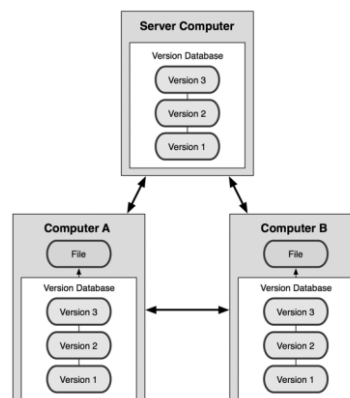 Server Computer
Version Database
Version 3
Version 2
Version 1
Computer A
File
Version Database
Version 3
Version 2
Version 1
Computer B
File
Version Database
Version 3
Version 2
Version 1